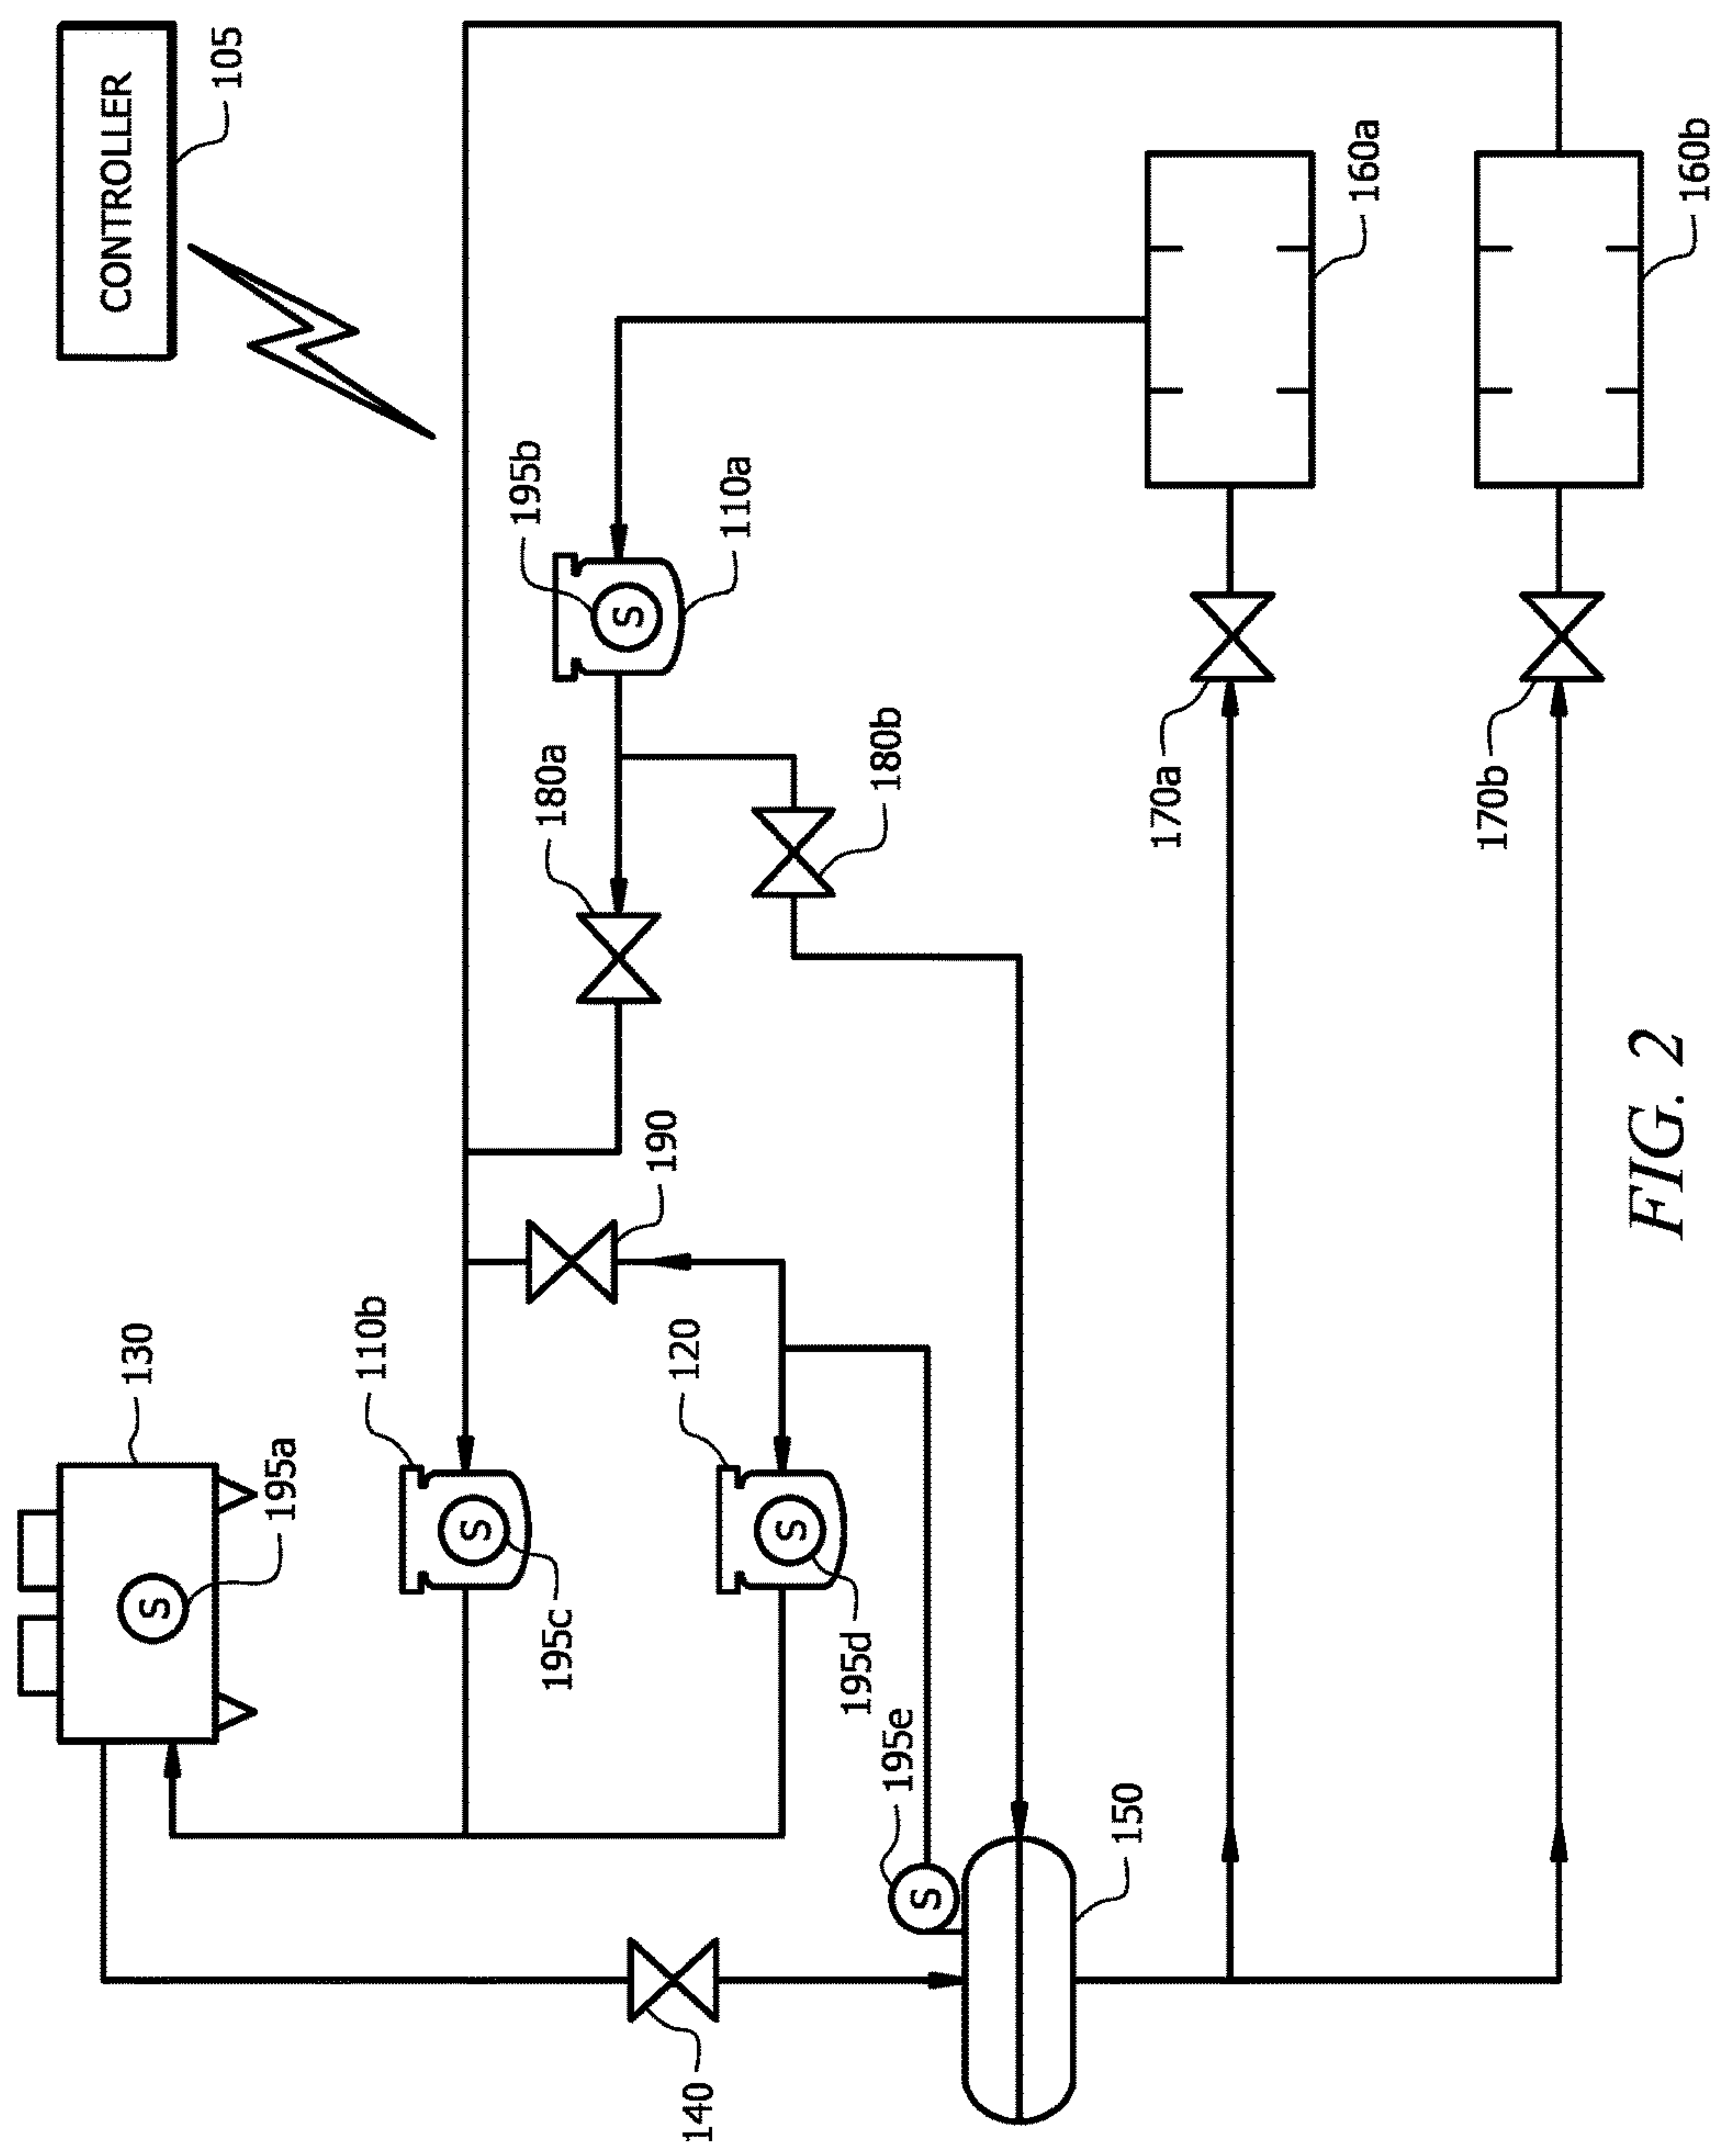 130
CONTROLLER
S
105
195a
110b
S
195b
180a
195c
S
190
120
140
110a
S
195d
180b
195e
S
150
170a
160a
170b
160b
FIG. 2